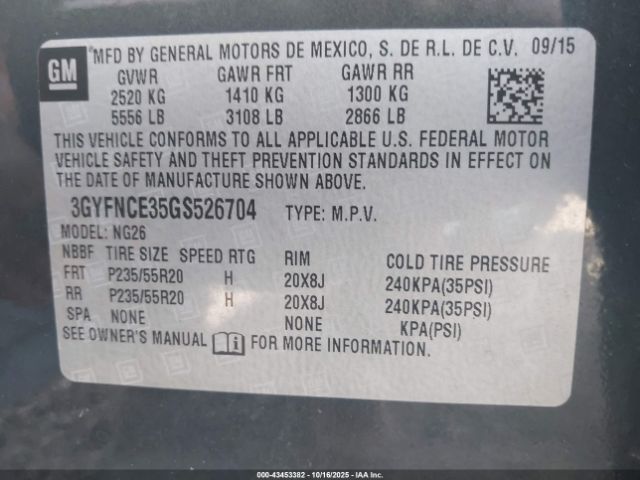 GM
MFD BY GENERAL MOTORS DE MEXICO, S. DE R.L. DE C.V. 09/15
GVWR GAWR FRT GAWR RR
2520 KG 1410 KG 1300 KG
5556 LB 3108 LB 2866 LB
THIS VEHICLE CONFORMS TO ALL APPLICABLE U.S. FEDERAL MOTOR
VEHICLE SAFETY AND THEFT PREVENTION STANDARDS IN EFFECT ON
THE DATE OF MANUFACTURE SHOWN ABOVE.
3GYFNCE35GS526704 TYPE: M.P.V.
MODEL: NG26
NBBF TIRE SIZE SPEED RTG RIM COLD TIRE PRESSURE
FRT P235/55R20 H 20X8J 240KPA(35PSI)
RR P235/55R20 H 20X8J 240KPA(35PSI)
SPA NONE NONE KPA(PSI)
SEE OWNER'S MANUAL FOR MORE INFORMATION.
000-43453382 | 10/16/2025 | IAAI, Inc.